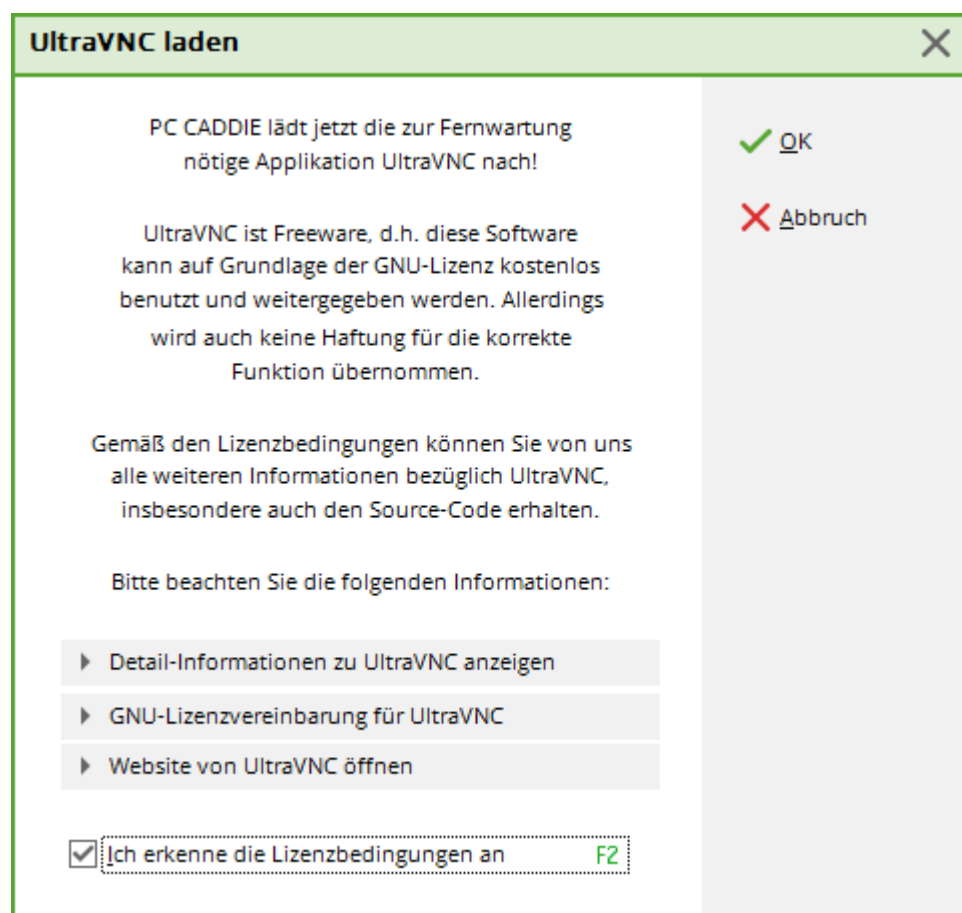 UltraVNC laden
PC CADDIE lädt jetzt die zur Fernwartung
nötige Applikation UltraVNC nach!
UltraVNC ist Freeware, d.h. diese Software
kann auf Grundlage der GNU-Lizenz kostenlos
benutzt und weitergegeben werden. Allerdings
wird auch keine Haftung für die korrekte
Funktion übernommen.
Gemäß den Lizenzbedingungen können Sie von uns
alle weiteren Informationen bezüglich UltraVNC,
insbesondere auch den Source-Code erhalten.
Bitte beachten Sie die folgenden Informationen:
Detail-Informationen zu UltraVNC anzeigen
GNU-Lizenzvereinbarung für UltraVNC
Website von UltraVNC öffnen
Ich erkenne die Lizenzbedingungen an F2
OK
Abbruch